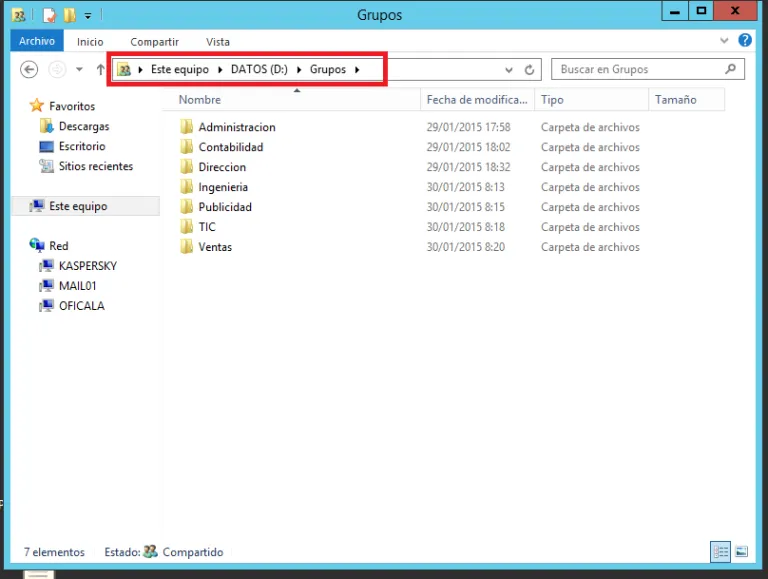 Grupos
Archivo Inicio Compartir Vista
Este equipo DATOS (D:) Grupos
Buscar en Grupos
Favoritos
Descargas
Escritorio
Sitios recientes
Este equipo
Red
KASPERSKY
MAIL01
OFICALA
Nombre Fecha de modifica... Tipo Tamaño
Administracion 29/01/2015 17:58 Carpeta de archivos
Contabilidad 29/01/2015 18:02 Carpeta de archivos
Direccion 29/01/2015 18:32 Carpeta de archivos
Ingenieria 30/01/2015 8:13 Carpeta de archivos
Publicidad 30/01/2015 8:15 Carpeta de archivos
TIC 30/01/2015 8:18 Carpeta de archivos
Ventas 30/01/2015 8:20 Carpeta de archivos
7 elementos Estado: Compartido